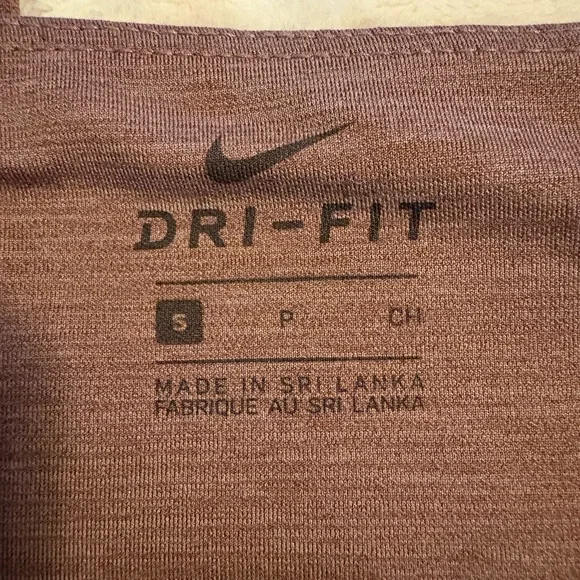 DRI-FIT
S P CH
MADE IN SRI LANKA
FABRIQUE AU SRI LANKA